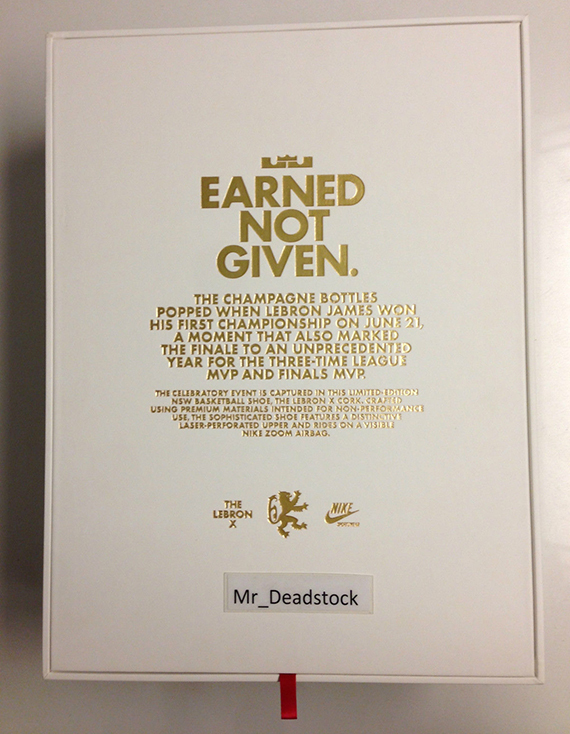 EARNED
NOT
GIVEN.
THE CHAMPAGNE BOTTLES
POPPED WHEN LEBRON JAMES WON
HIS FIRST CHAMPIONSHIP ON JUNE 21,
A MOMENT THAT ALSO MARKED
THE FINALE TO AN UNPRECEDENTED
YEAR FOR THE THREE-TIME LEAGUE
MVP AND FINALS MVP.
THE CELEBRATORY EVENT IS CAPTURED IN THIS LIMITED-EDITION
NSW BASKETBALL SHOE, THE LEBRON X CORK. CRAFTED
USING PREMIUM MATERIALS INTENDED FOR NON-PERFORMANCE
USE, THE SOPHISTICATED SHOE FEATURES A DISTINCTIVE
LASER-PERFORATED UPPER AND RIDES ON A VISIBLE
NIKE ZOOM AIRBAG.
THE
LEBRON
X
6
NIKE
Mr_Deadstock